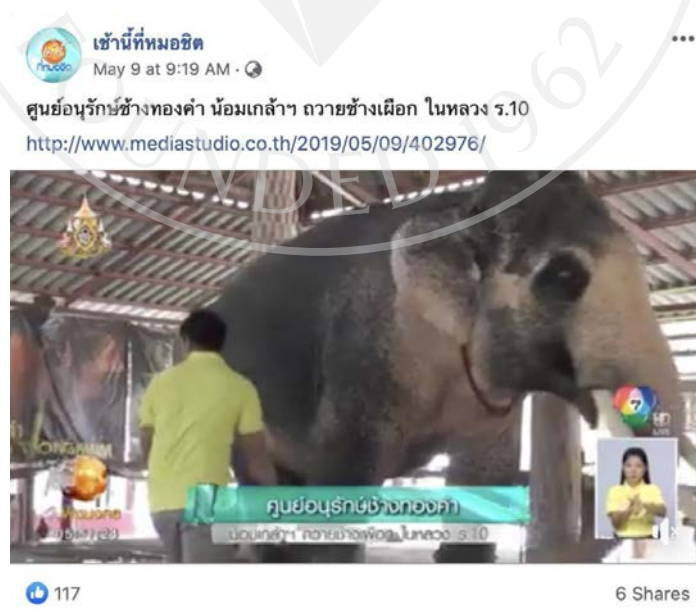 เช้านี้ที่หมอชิต
May 9 at 9:19 AM ·
ศูนย์อนุรักษ์ช้างทองคำ น้อมเกล้าฯ ถวายช้างเผือก ในหลวง ร.10
http://www.mediastudio.co.th/2019/05/09/402976/
FOUNDED 1962
7 HD
ศูนย์อนุรักษ์ช้างทองคำ
น้อมเกล้าฯ ถวายช้างเผือก ในหลวง ร.10
117
6 Shares